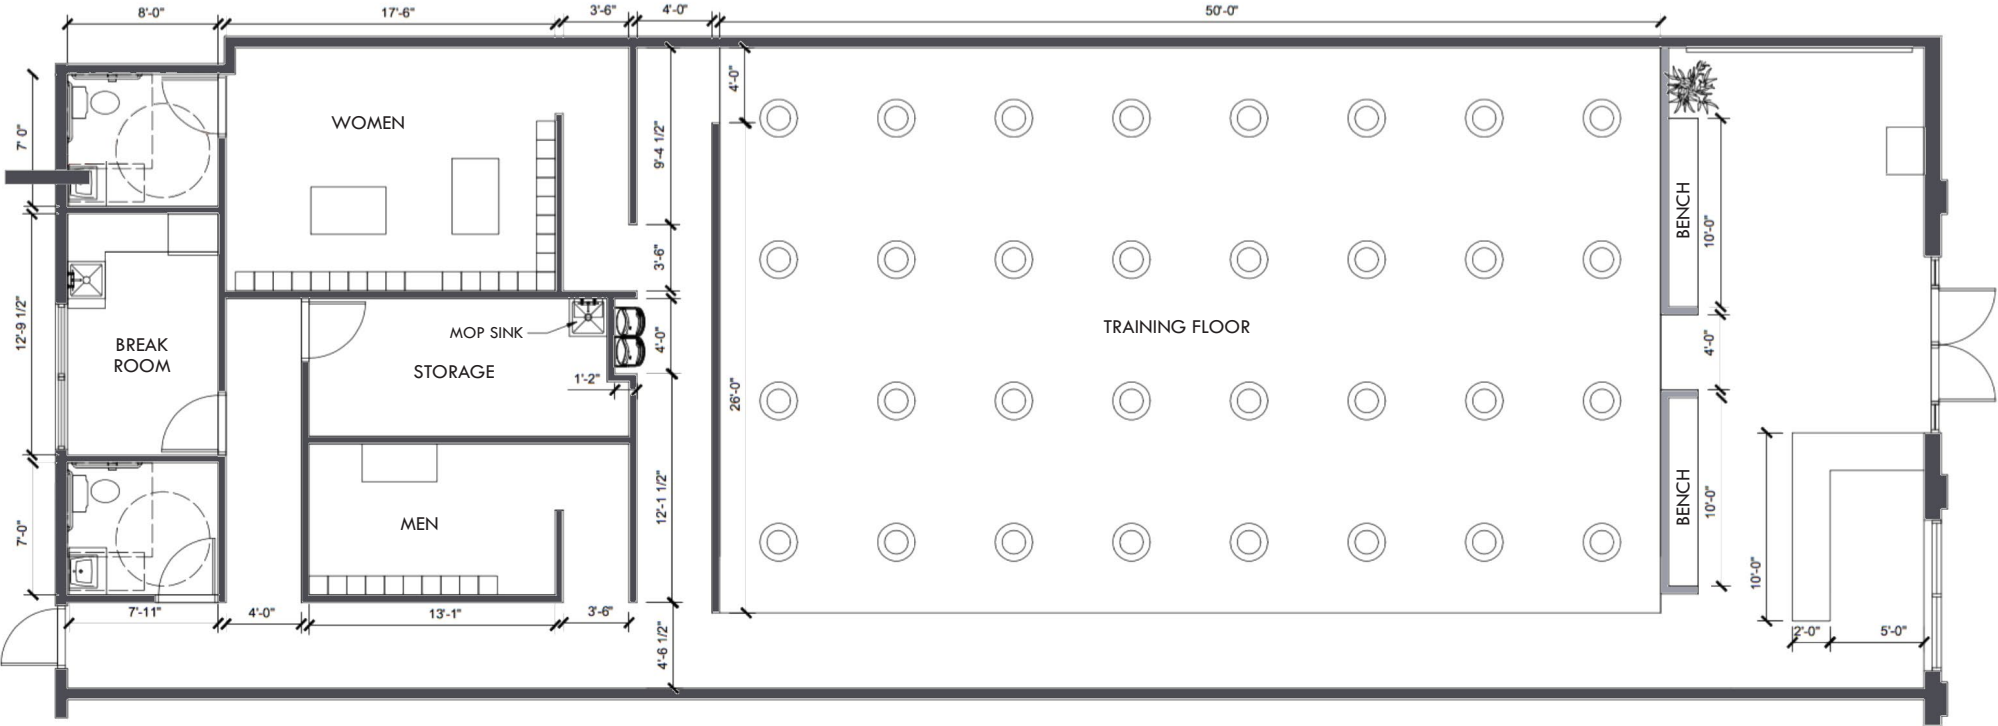 8'-0"
17'-6"
3'-6"
4'-0"
50'-0"
4'-0"
7' 0"
WOMEN
9'-4 1/2"
BENCH
10'-0"
3'-6"
12'-9 1/2"
MOP SINK
TRAINING FLOOR
BREAK
ROOM
STORAGE
4'-0"
4'-0"
1'-2"
26'-0"
MEN
12'-1 1/2"
BENCH
10'-0"
7'-0"
10'-0"
7'-11"
4'-0"
13'-1"
3'-6"
4'-6 1/2"
2'-0"
5'-0"